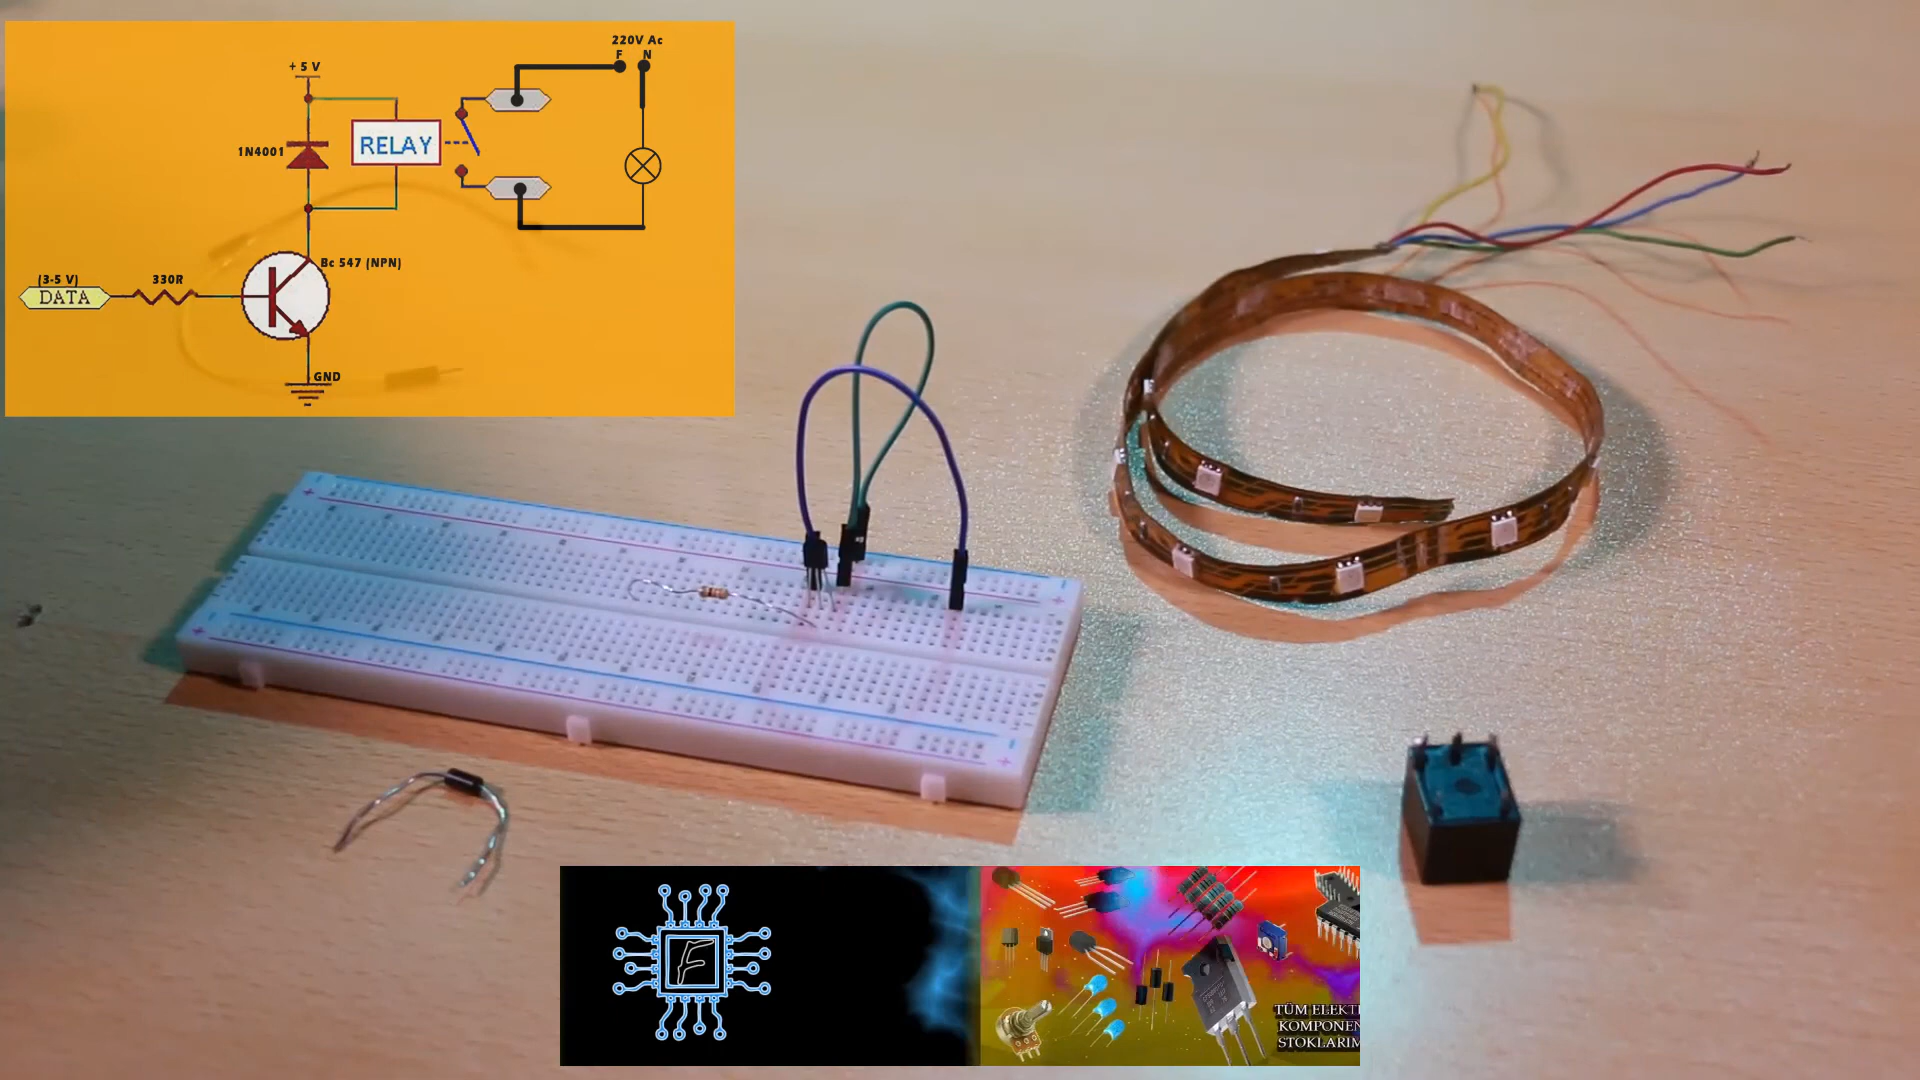 220V Ac
F N
+ 5 V
1N4001
RELAY
Bc 547 (NPN)
(3-5 V)
330R
DATA
GND
F
TÜM ELEKT
KOMPONEN
STOKLARIM